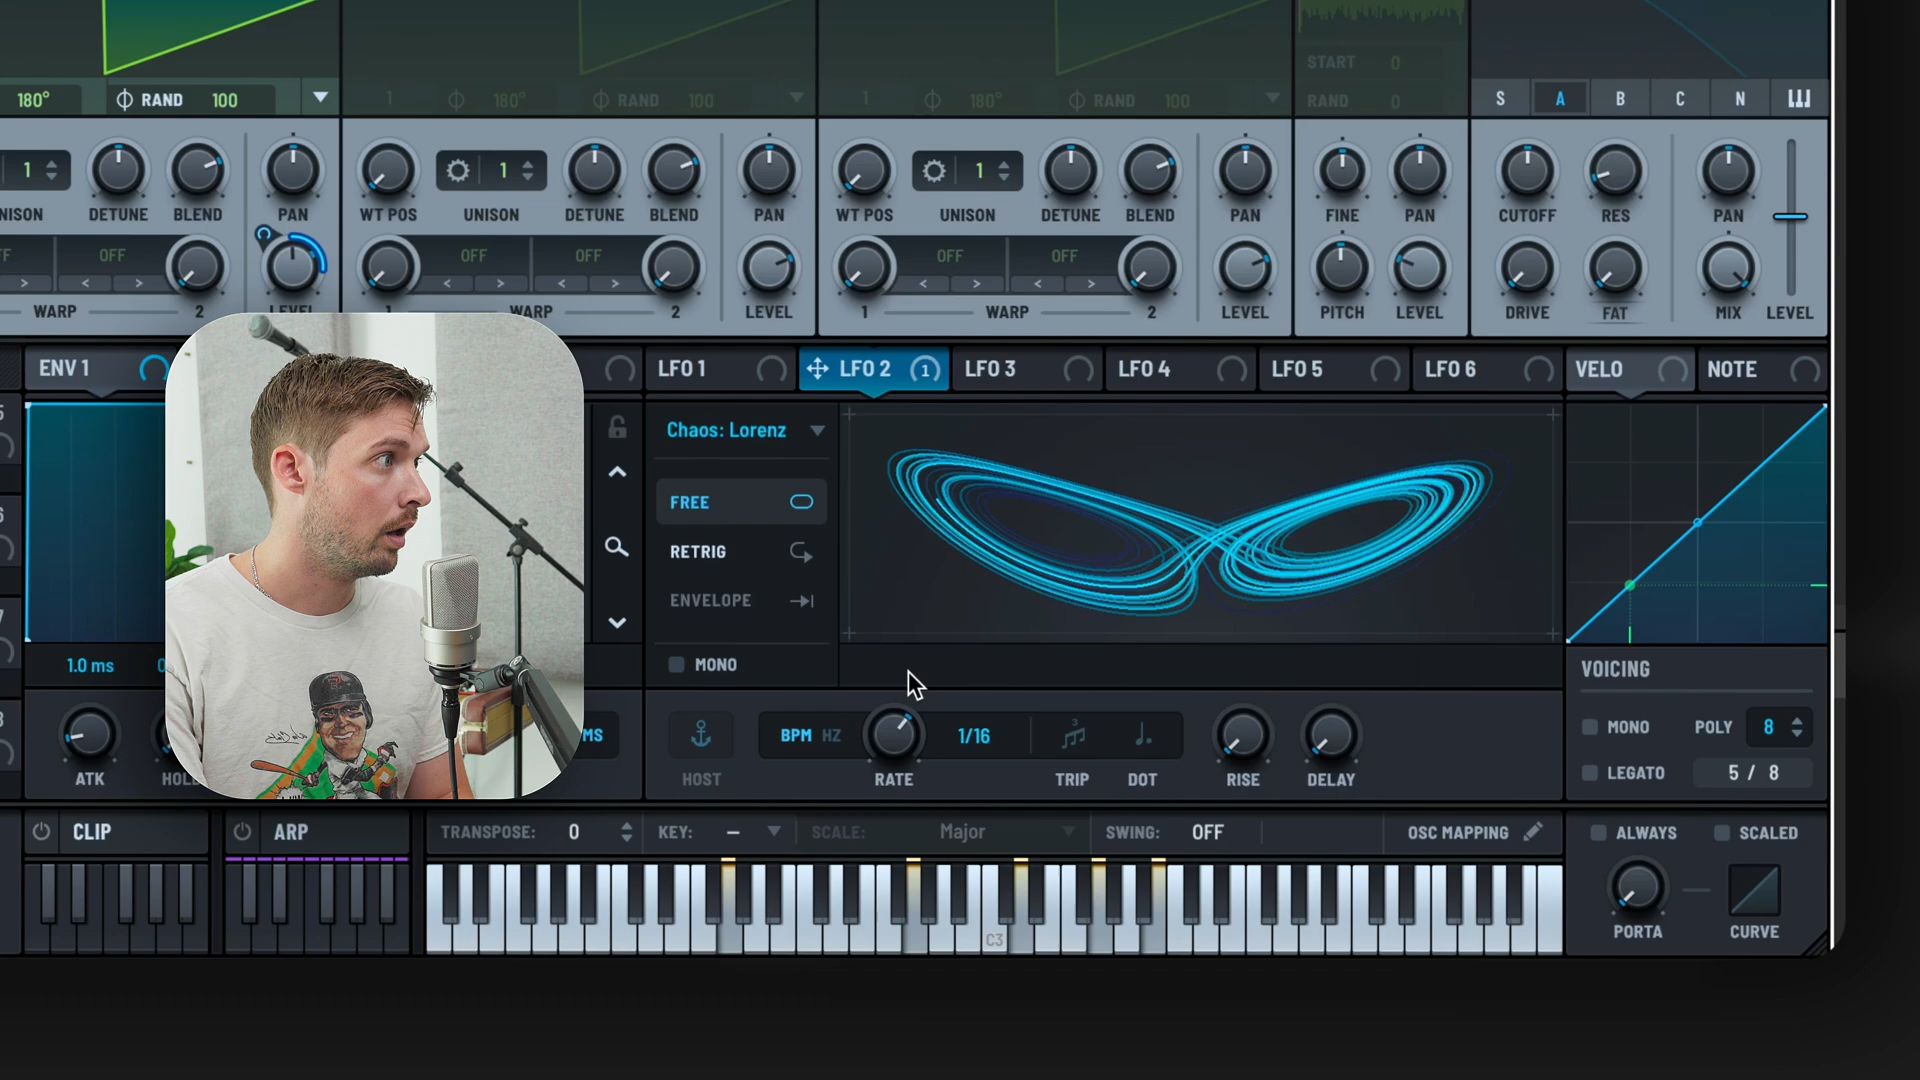 START 0
180° RAND 100
1 180° RAND 100
1 180° RAND 100
RAND 0
S A B C N
1
1
1
NISON DETUNE BLEND PAN
WT POS UNISON DETUNE BLEND PAN
WT POS UNISON DETUNE BLEND PAN
FINE PAN
CUTOFF RES PAN
OFF
OFF OFF
OFF OFF
< >
< > < >
< > < >
WARP 2 LEVEL
1 WARP 2 LEVEL
1 WARP 2 LEVEL
PITCH LEVEL
DRIVE FAT MIX LEVEL
ENV 1 LFO 1 LFO 2 1 LFO 3 LFO 4 LFO 5 LFO 6 VELO NOTE
Chaos: Lorenz
FREE
RETRIG
ENVELOPE
MONO
1.0 ms
VOICING
MS
BPM HZ 1/16 3
MONO POLY 8
ATK HOL
HOST RATE TRIP DOT RISE DELAY
LEGATO 5 / 8
CLIP ARP TRANSPOSE: 0 KEY: – SCALE: Major SWING: OFF OSC MAPPING
ALWAYS SCALED
C3
PORTA CURVE